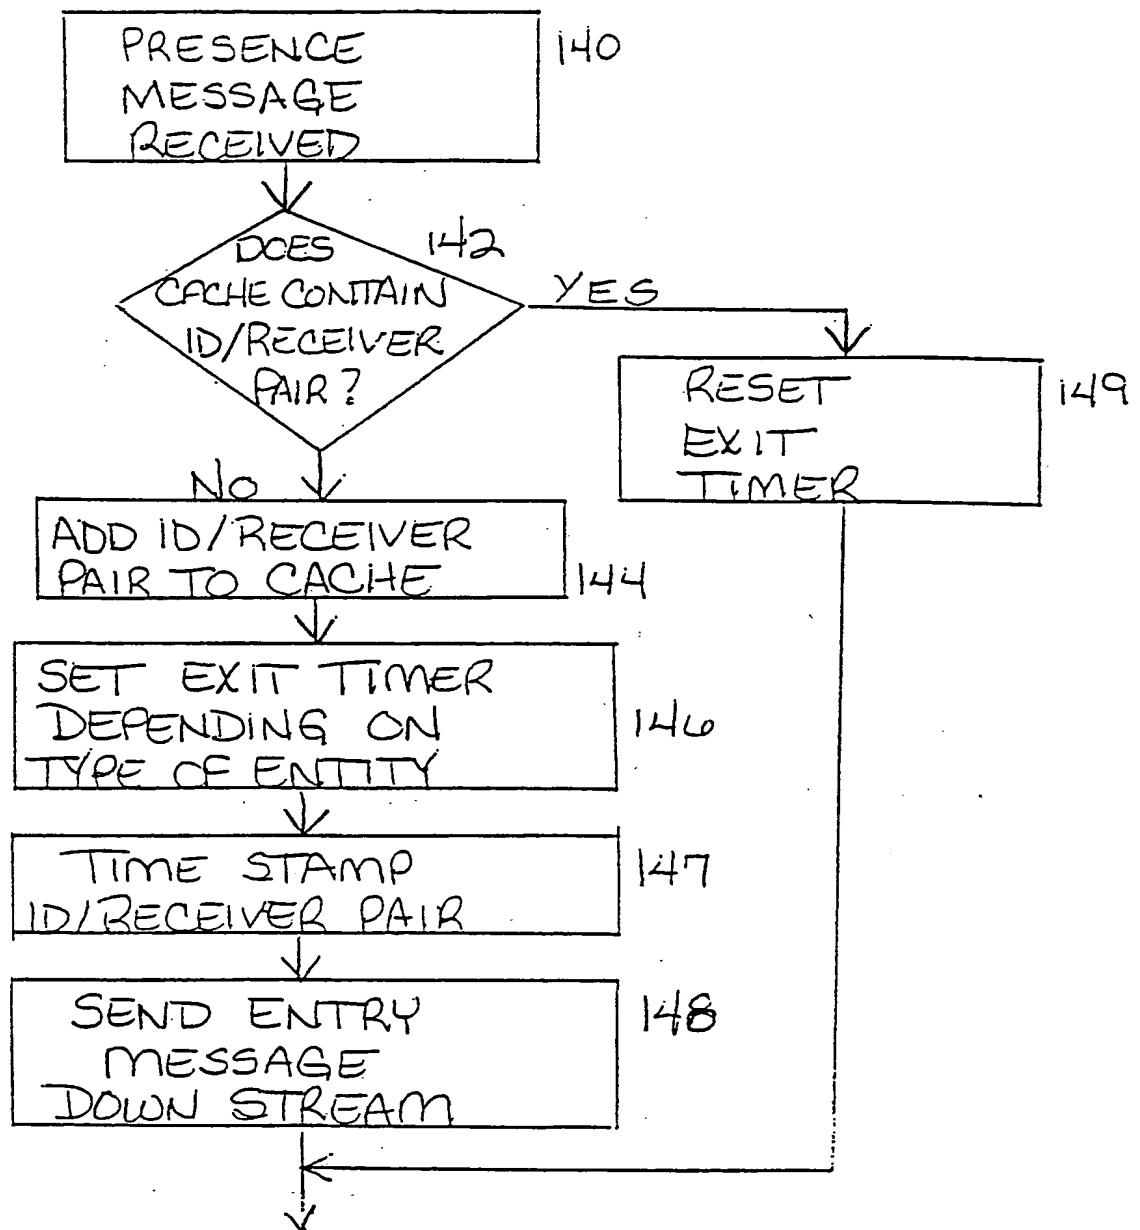 PRESENCE
MESSAGE
RECEIVED
140
DOES
CACHE CONTAIN
ID/RECEIVER
PAIR?
142
YES
RESET
EXIT
TIMER
149
NO
ADD ID/RECEIVER
PAIR TO CACHE
144
SET EXIT TIMER
DEPENDING ON
TYPE OF ENTITY
146
TIME STAMP
ID/RECEIVER PAIR
147
SEND ENTRY
MESSAGE
DOWN STREAM
148